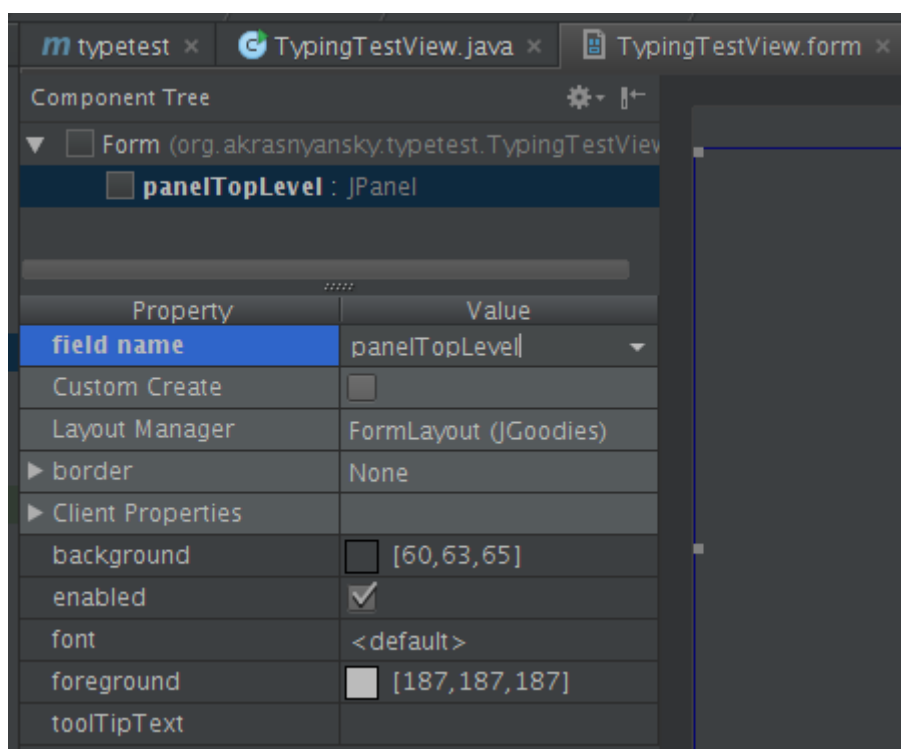 m typetest × C TypingTestView.java × TypingTestView.form ×
Component Tree
Form (org.akrasnyansky.typetest.TypingTestView
panelTopLevel : JPanel
Property Value
field name panelTopLevel
Custom Create
Layout Manager FormLayout (JGoodies)
border None
Client Properties
background [60,63,65]
enabled
font <default>
foreground [187,187,187]
toolTipText